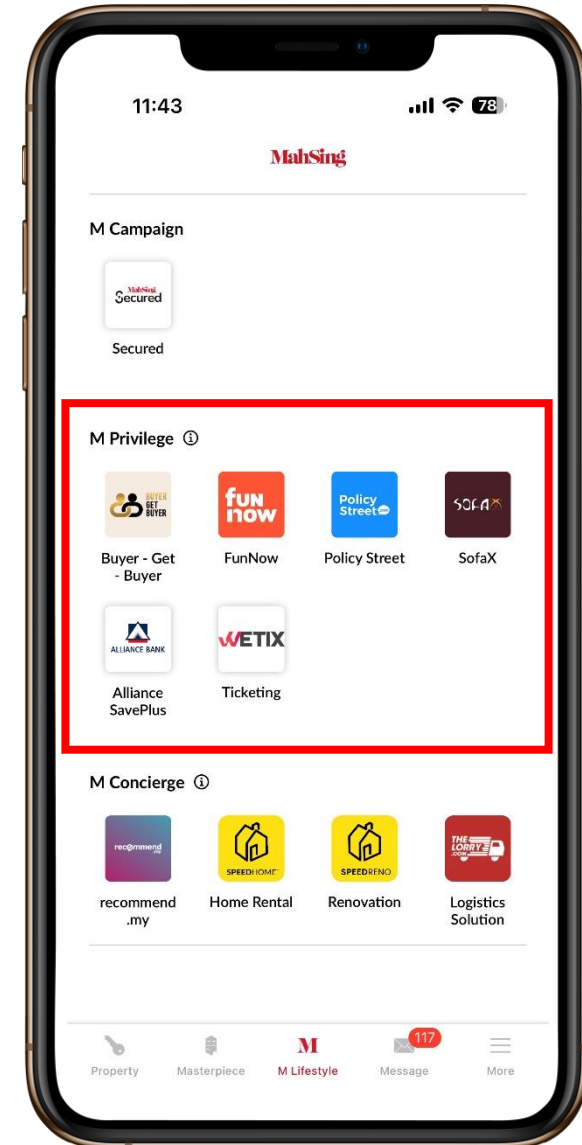 11:43
78
MahSing
M Campaign
MahSing
Secured
Secured
M Privilege
BUYER
GET
BUYER
fun
now
Policy
Street.com
SOFAX
Buyer - Get
- Buyer
FunNow
Policy Street
SofaX
ALLIANCE BANK
WETIX
Alliance
SavePlus
Ticketing
M Concierge
recommend
.my
SPEEDHOME
SPEEDRENO
THE
LORRY
.COM
recommend
.my
Home Rental
Renovation
Logistics
Solution
M
117
Property
Masterpiece
M Lifestyle
Message
More